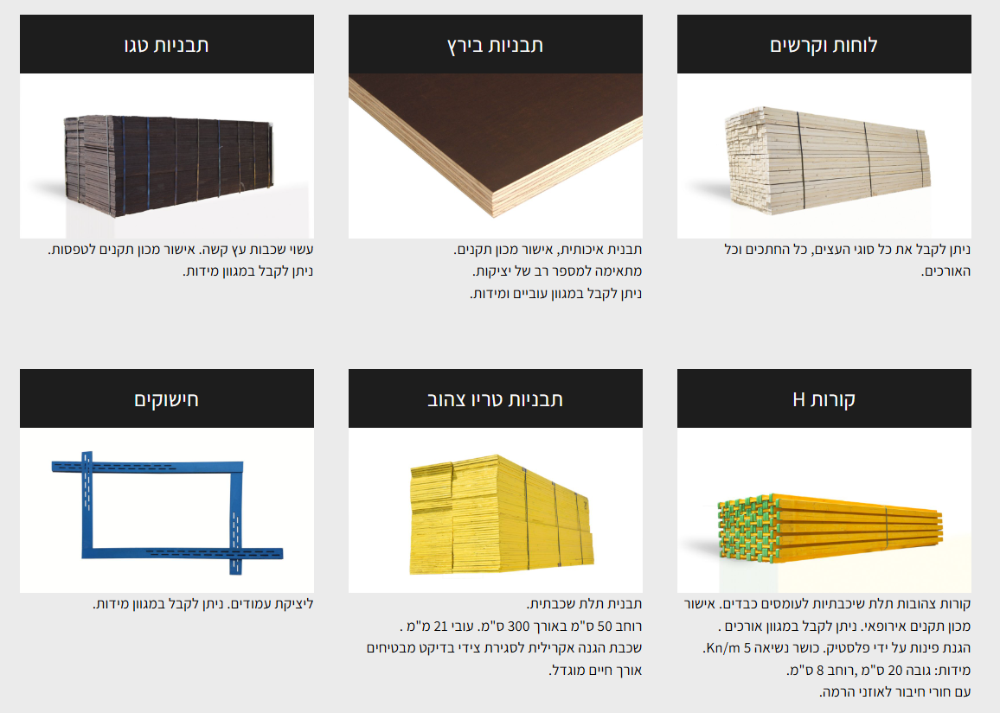 לוחות וקרשים
ניתן לקבל את כל סוגי העצים, כל החתכים וכל
האורכים.
תבניות בירץ
תבנית איכותית, אישור מכון תקנים.
מתאימה למספר רב של יציקות.
ניתן לקבל במגוון עוביים ומידות.
תבניות טגו
עשוי שכבות עץ קשה. אישור מכון תקנים לטפסות.
ניתן לקבל במגוון מידות.
קורות H
קורות צהובות תלת שיכבתיות לעומסים כבדים. אישור
מכון תקנים אירופאי. ניתן לקבל במגוון אורכים .
הגנת פינות על ידי פלסטיק. כושר נשיאה 5 Kn/m.
מידות: גובה 20 ס"מ ,רוחב 8 ס"מ.
עם חורי חיבור לאוזני הרמה.
תבניות טריו צהוב
תבנית תלת שכבתית.
רוחב 50 ס"מ באורך 300 ס"מ. עובי 21 מ"מ .
שכבת הגנה אקרילית לסגירת צידי בדיקט מבטיחים
אורך חיים מוגדל.
חישוקים
ליציקת עמודים. ניתן לקבל במגוון מידות.